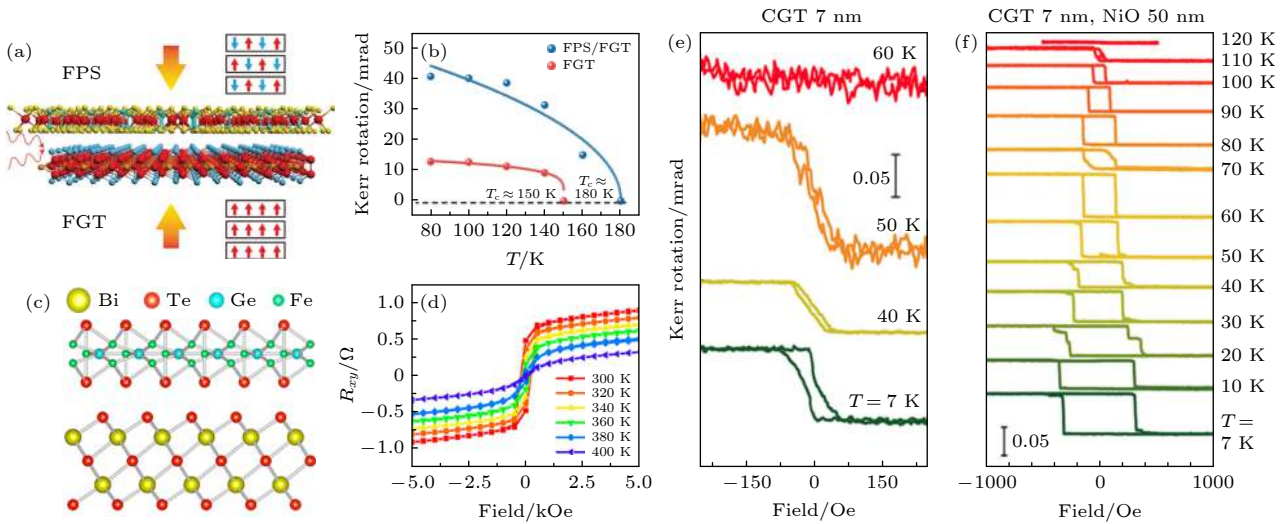 CGT 7 nm
CGT 7 nm, NiO 50 nm
(a)
FPS
FGT
(b)
Kerr rotation/mrad
50
40
30
20
10
0
FPS/FGT
FGT
Tc ≈ 150 K
Tc ≈
180 K
80 100 120 140 160 180
T/K
(c)
Bi Te Ge Fe
(d)
Rxy/Ω
1.0
0.5
0
−0.5
−1.0
300 K
320 K
340 K
360 K
380 K
400 K
−5.0 −2.5 0 2.5 5.0
Field/kOe
(e)
Kerr rotation/mrad
60 K
0.05
50 K
40 K
T = 7 K
−150 0 150
Field/Oe
(f)
120 K
110 K
100 K
90 K
80 K
70 K
60 K
50 K
40 K
30 K
20 K
10 K
T =
7 K
0.05
−1000 0 1000
Field/Oe